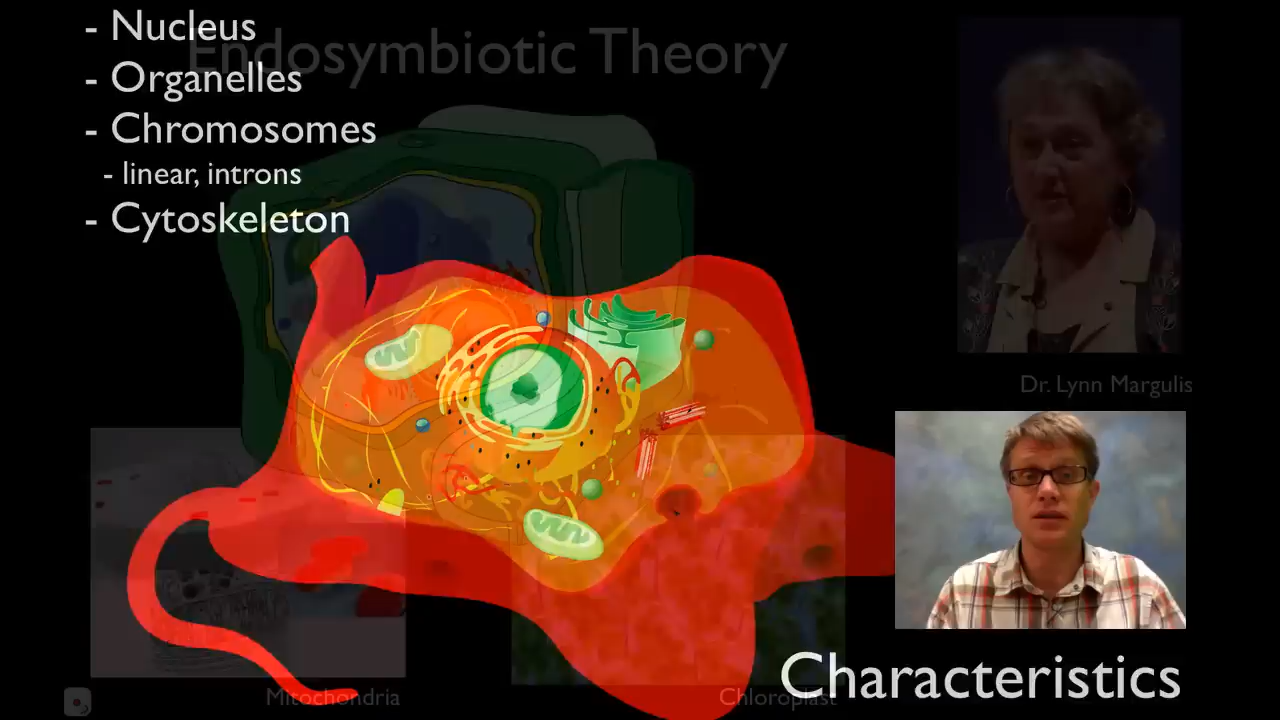 - Nucleus
Endosymbiotic Theory
- Organelles
- Chromosomes
- linear, introns
- Cytoskeleton
Dr. Lynn Margulis
Characteristics
Mitochondria
Chloroplast